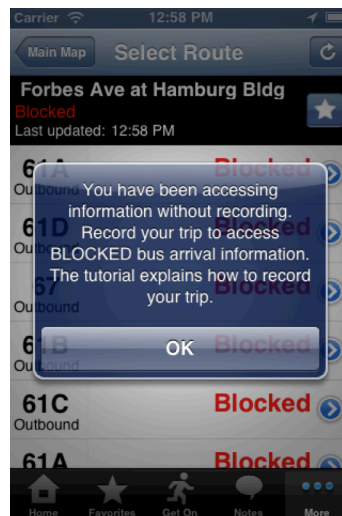 Carrier 12:58 PM
Main Map Select Route
Forbes Ave at Hamburg Bldg
Blocked
Last updated: 12:58 PM
61A Blocked
Outbound
You have been accessing
information without recording.
Record your trip to access
BLOCKED bus arrival information.
The tutorial explains how to record
your trip.
OK
61D Blocked
Outbound
67 Blocked
Outbound
61B Blocked
Outbound
61C Blocked
Outbound
61A Blocked
Home Favorites Get On Notes More